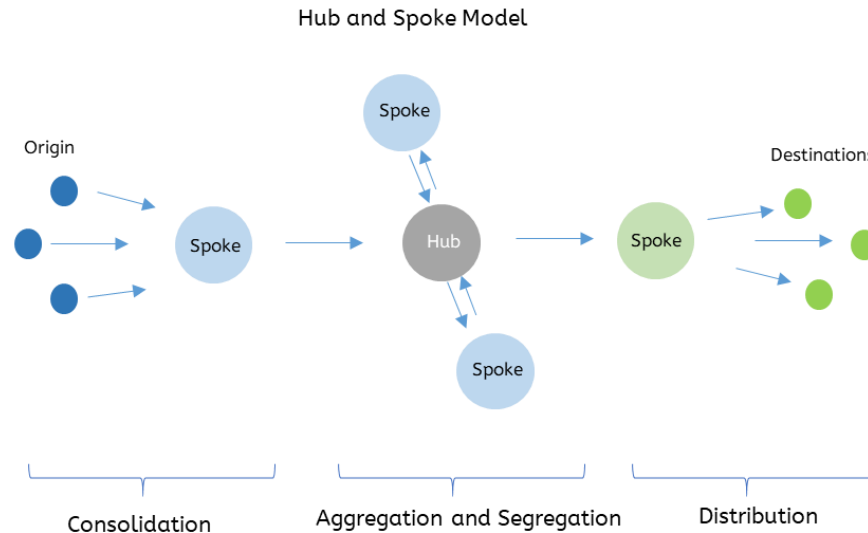 Hub and Spoke Model
Spoke
Origin
Destinations
Spoke
Hub
Spoke
Spoke
Consolidation
Aggregation and Segregation
Distribution